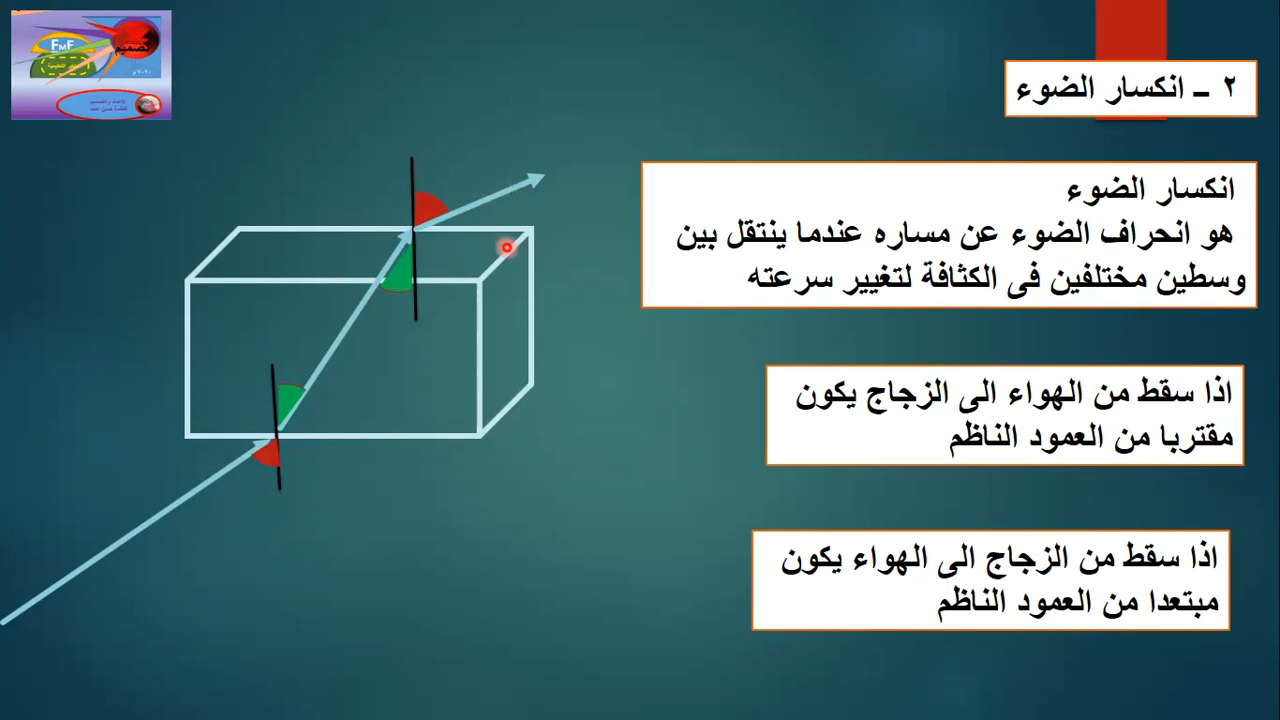 FMF
تصميم
٢ ـ انكسار الضوء
انكسار الضوء
هو انحراف الضوء عن مساره عندما ينتقل بين
وسطين مختلفين فى الكثافة لتغيير سرعته
اذا سقط من الهواء الى الزجاج يكون
مقتربا من العمود الناظم
اذا سقط من الزجاج الى الهواء يكون
مبتعدا من العمود الناظم